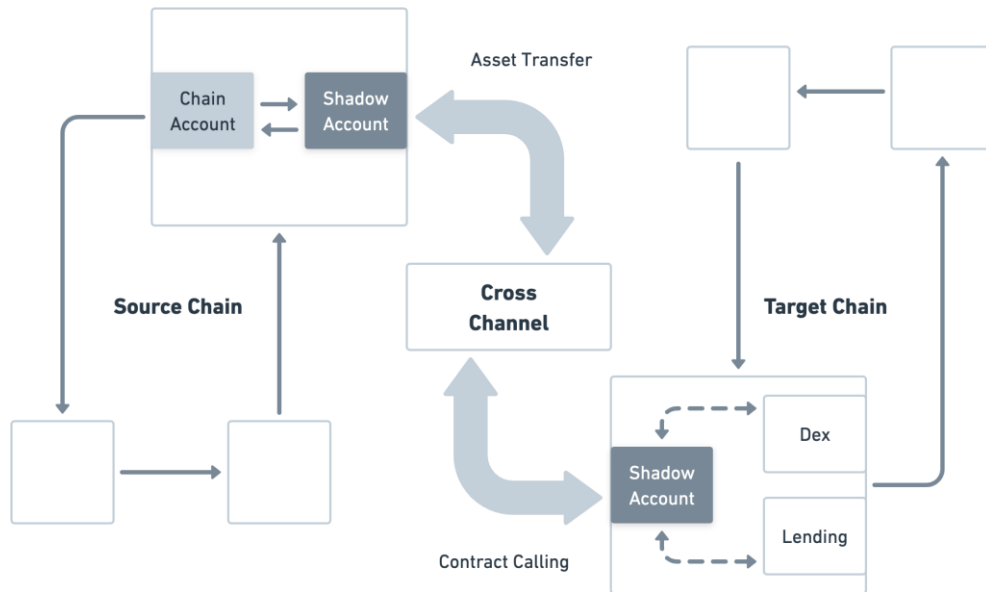 Asset Transfer
Chain
Account
Shadow
Account
Cross
Channel
Source Chain
Target Chain
Dex
Shadow
Account
Lending
Contract Calling